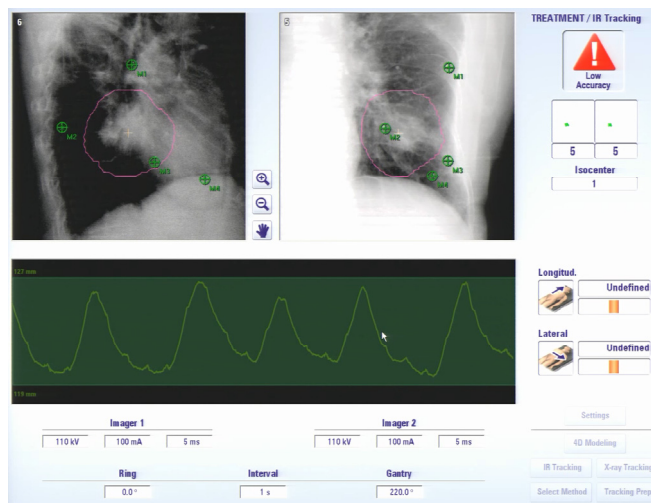 TREATMENT / IR Tracking
6
5
M1
M2
M3
M4
M1
M2
M3
M4
Low
Accuracy
5
5
Isocenter
1
127 mm
119 mm
Longitud.
Undefined
Lateral
Undefined
Imager 1
110 kV
100 mA
5 ms
Imager 2
110 kV
100 mA
5 ms
Ring
0.0 °
Interval
1 s
Gantry
220.0 °
Settings
4D Modeling
IR Tracking
X-ray Tracking
Select Method
Tracking Prep